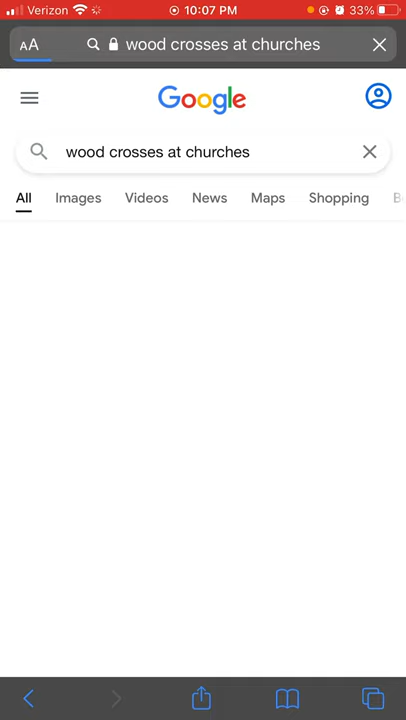 Verizon 10:07 PM 33%
AA wood crosses at churches
Google
wood crosses at churches
All Images Videos News Maps Shopping